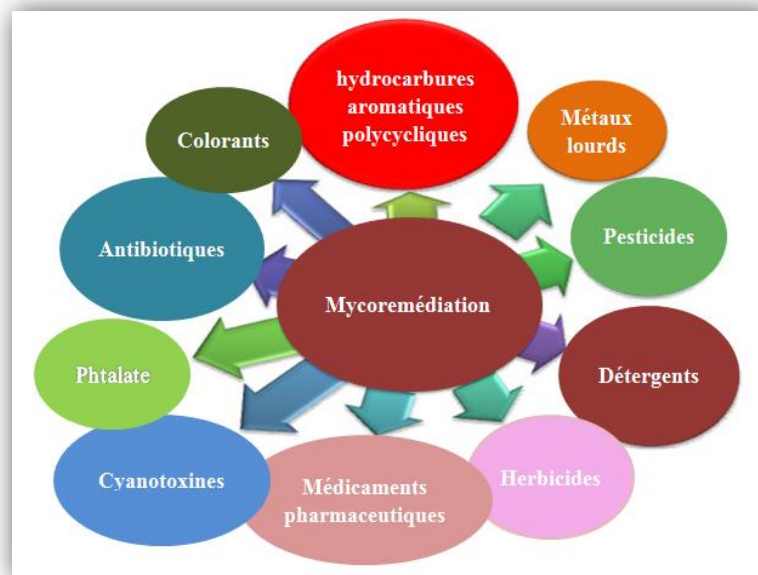 hydrocarbures
aromatiques
polycycliques
Métaux
lourds
Colorants
Pesticides
Antibiotiques
Mycoremédiation
Phtalate
Détergents
Cyanotoxines
Médicaments
pharmaceutiques
Herbicides